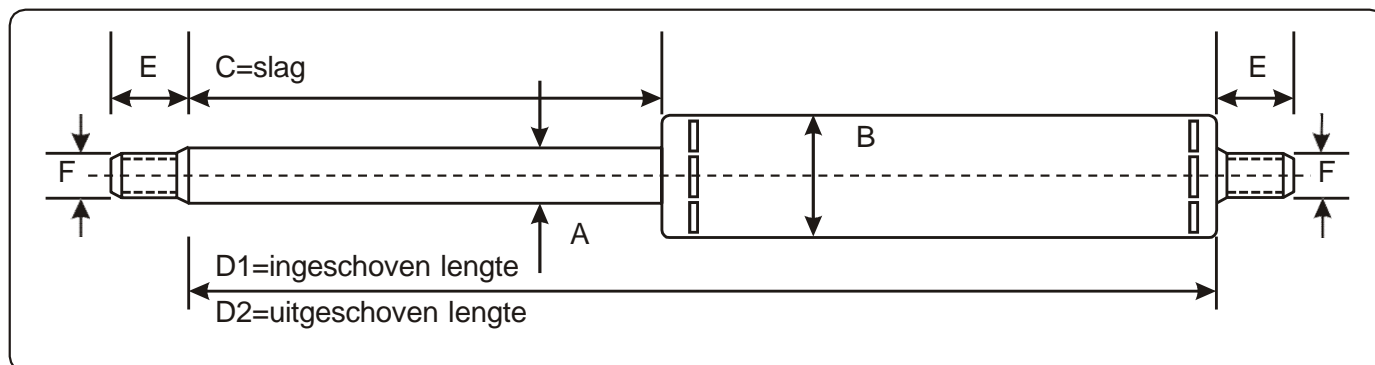 E
C=slag
E
B
F
F
A
D1=ingeschoven lengte
D2=uitgeschoven lengte